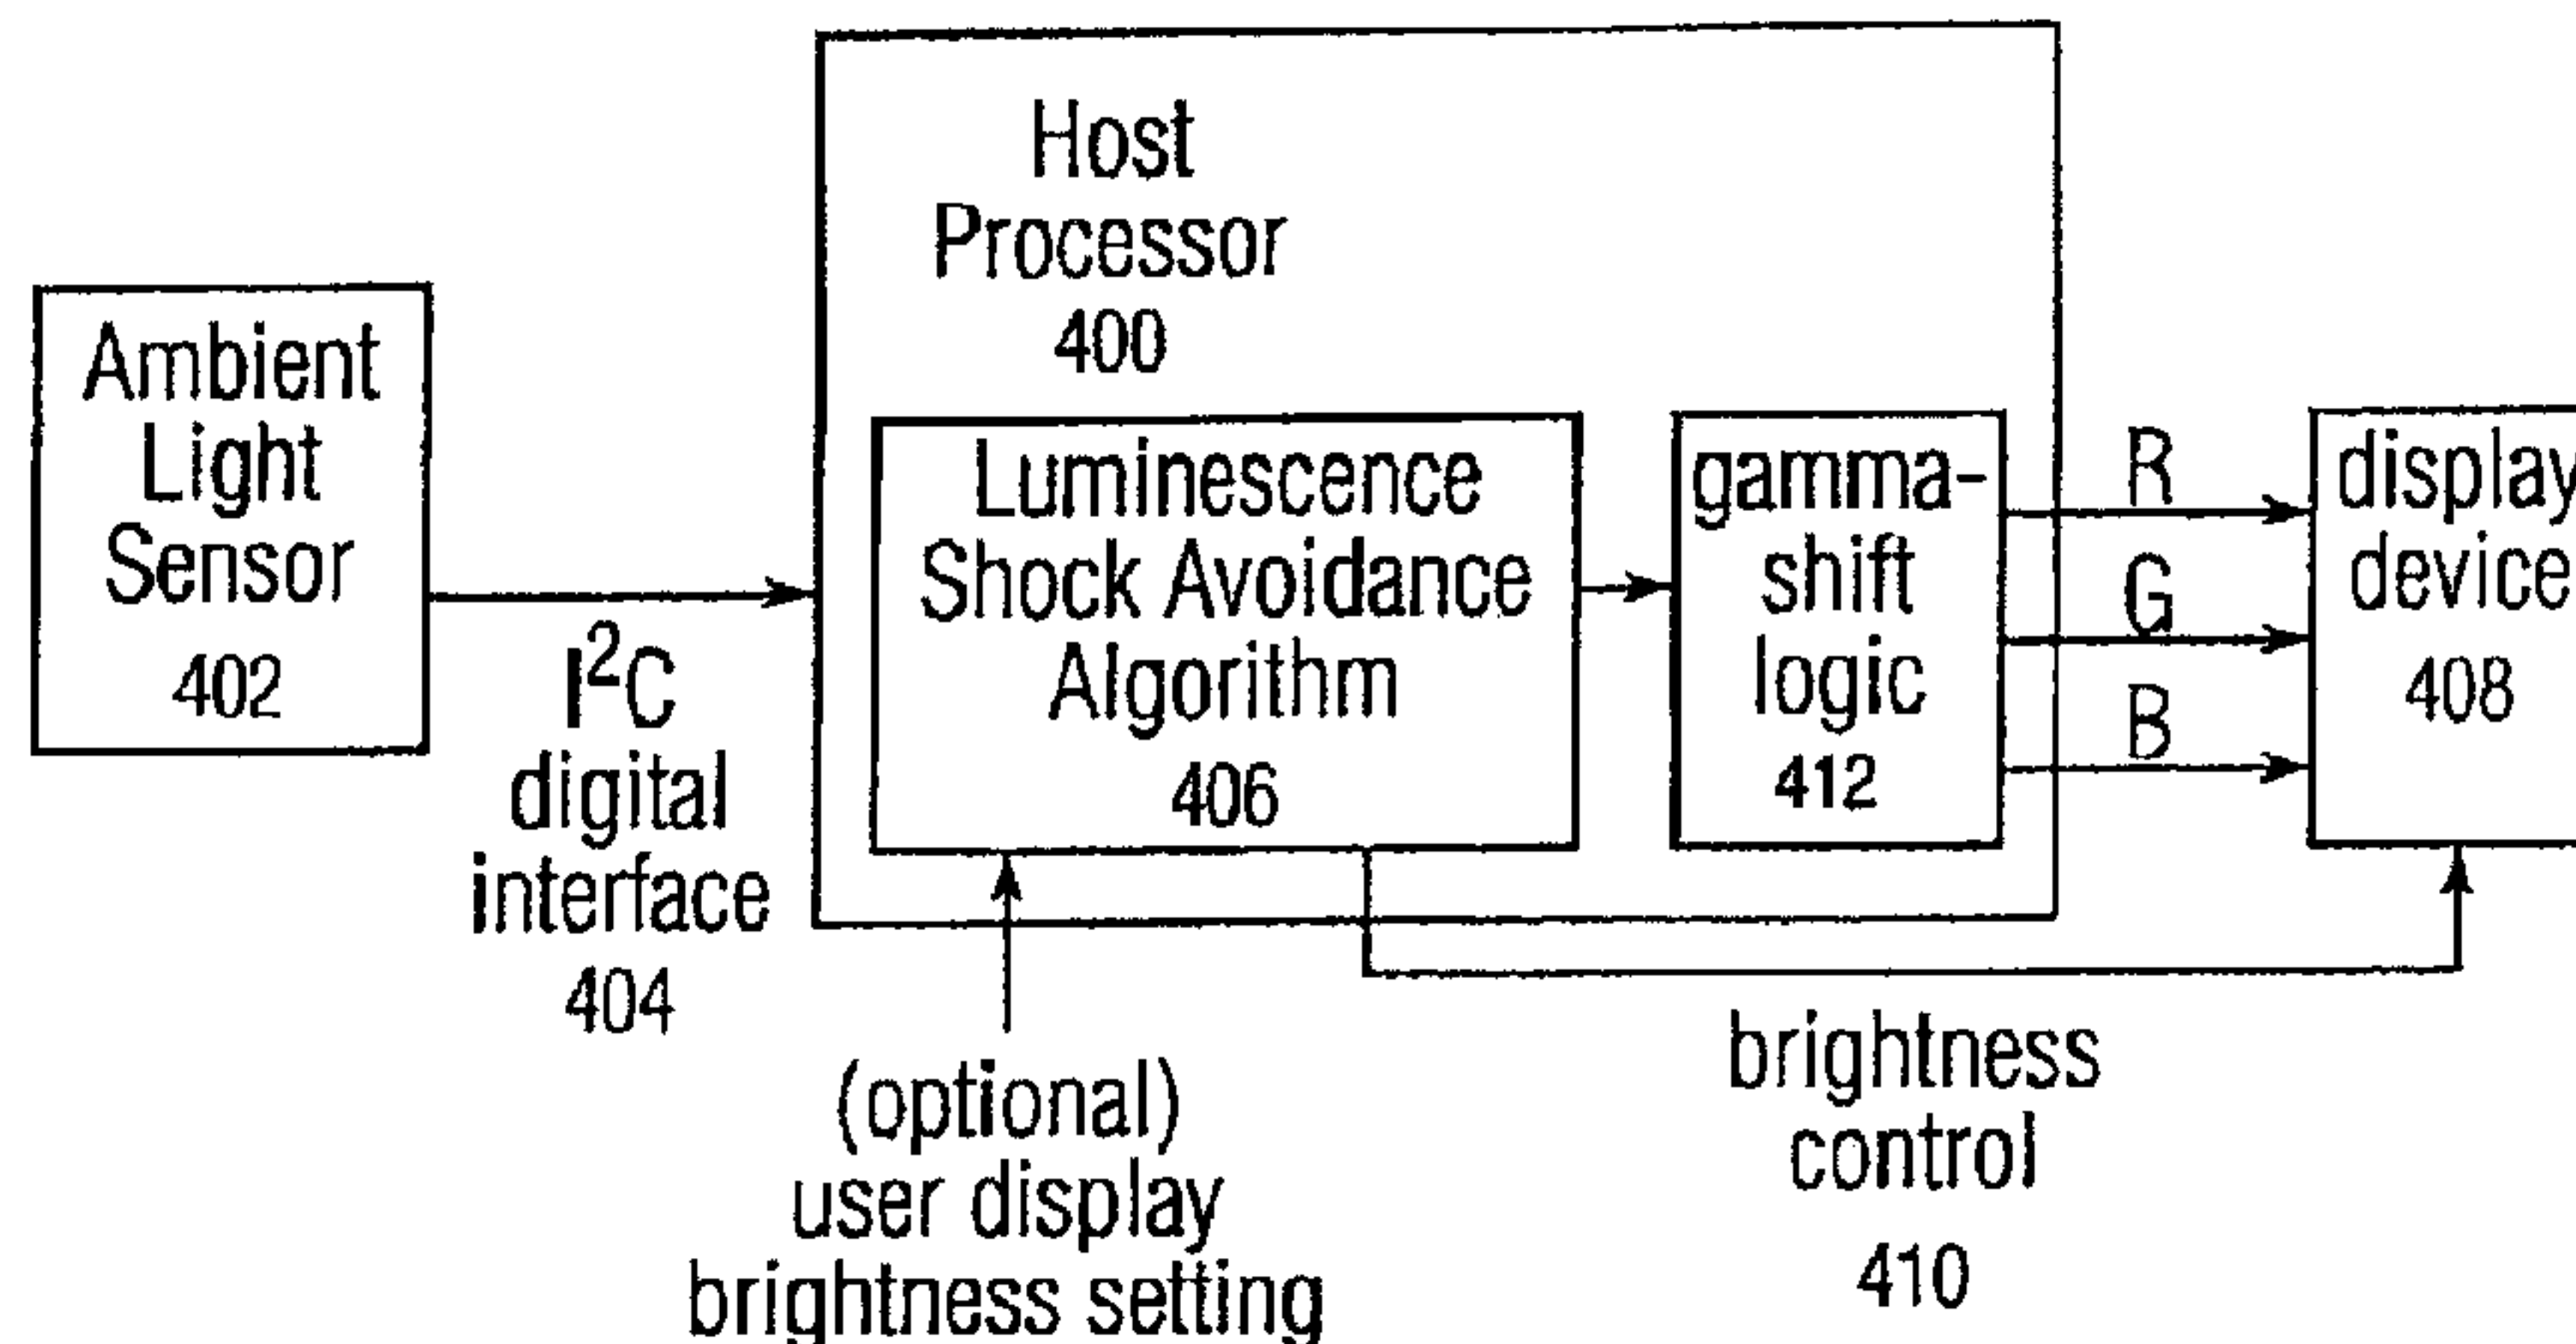 Host
Processor
400
Ambient
Light
Sensor
402
I²C
digital
interface
404
Luminescence
Shock Avoidance
Algorithm
406
gamma-
shift
logic
412
R
G
B
display
device
408
(optional)
user display
brightness setting
brightness
control
410